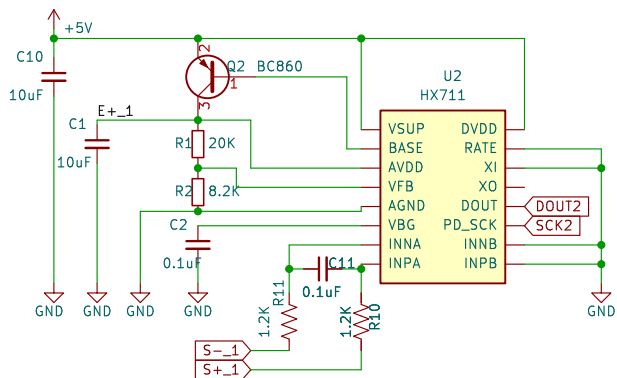 +5V
C10
10uF
2
Q2 BC860
1
3
E+_1
C1
10uF
R1 20K
R2 8.2K
C2
0.1uF
U2
HX711
VSUP DVDD
BASE RATE
AVDD XI
VFB XO
AGND DOUT DOUT2
VBG PD_SCK SCK2
INNA INNB
INPA INPB
C11
0.1uF
R11
1.2K
1.2K
R10
GND GND GND GND GND
S-_1
S+_1